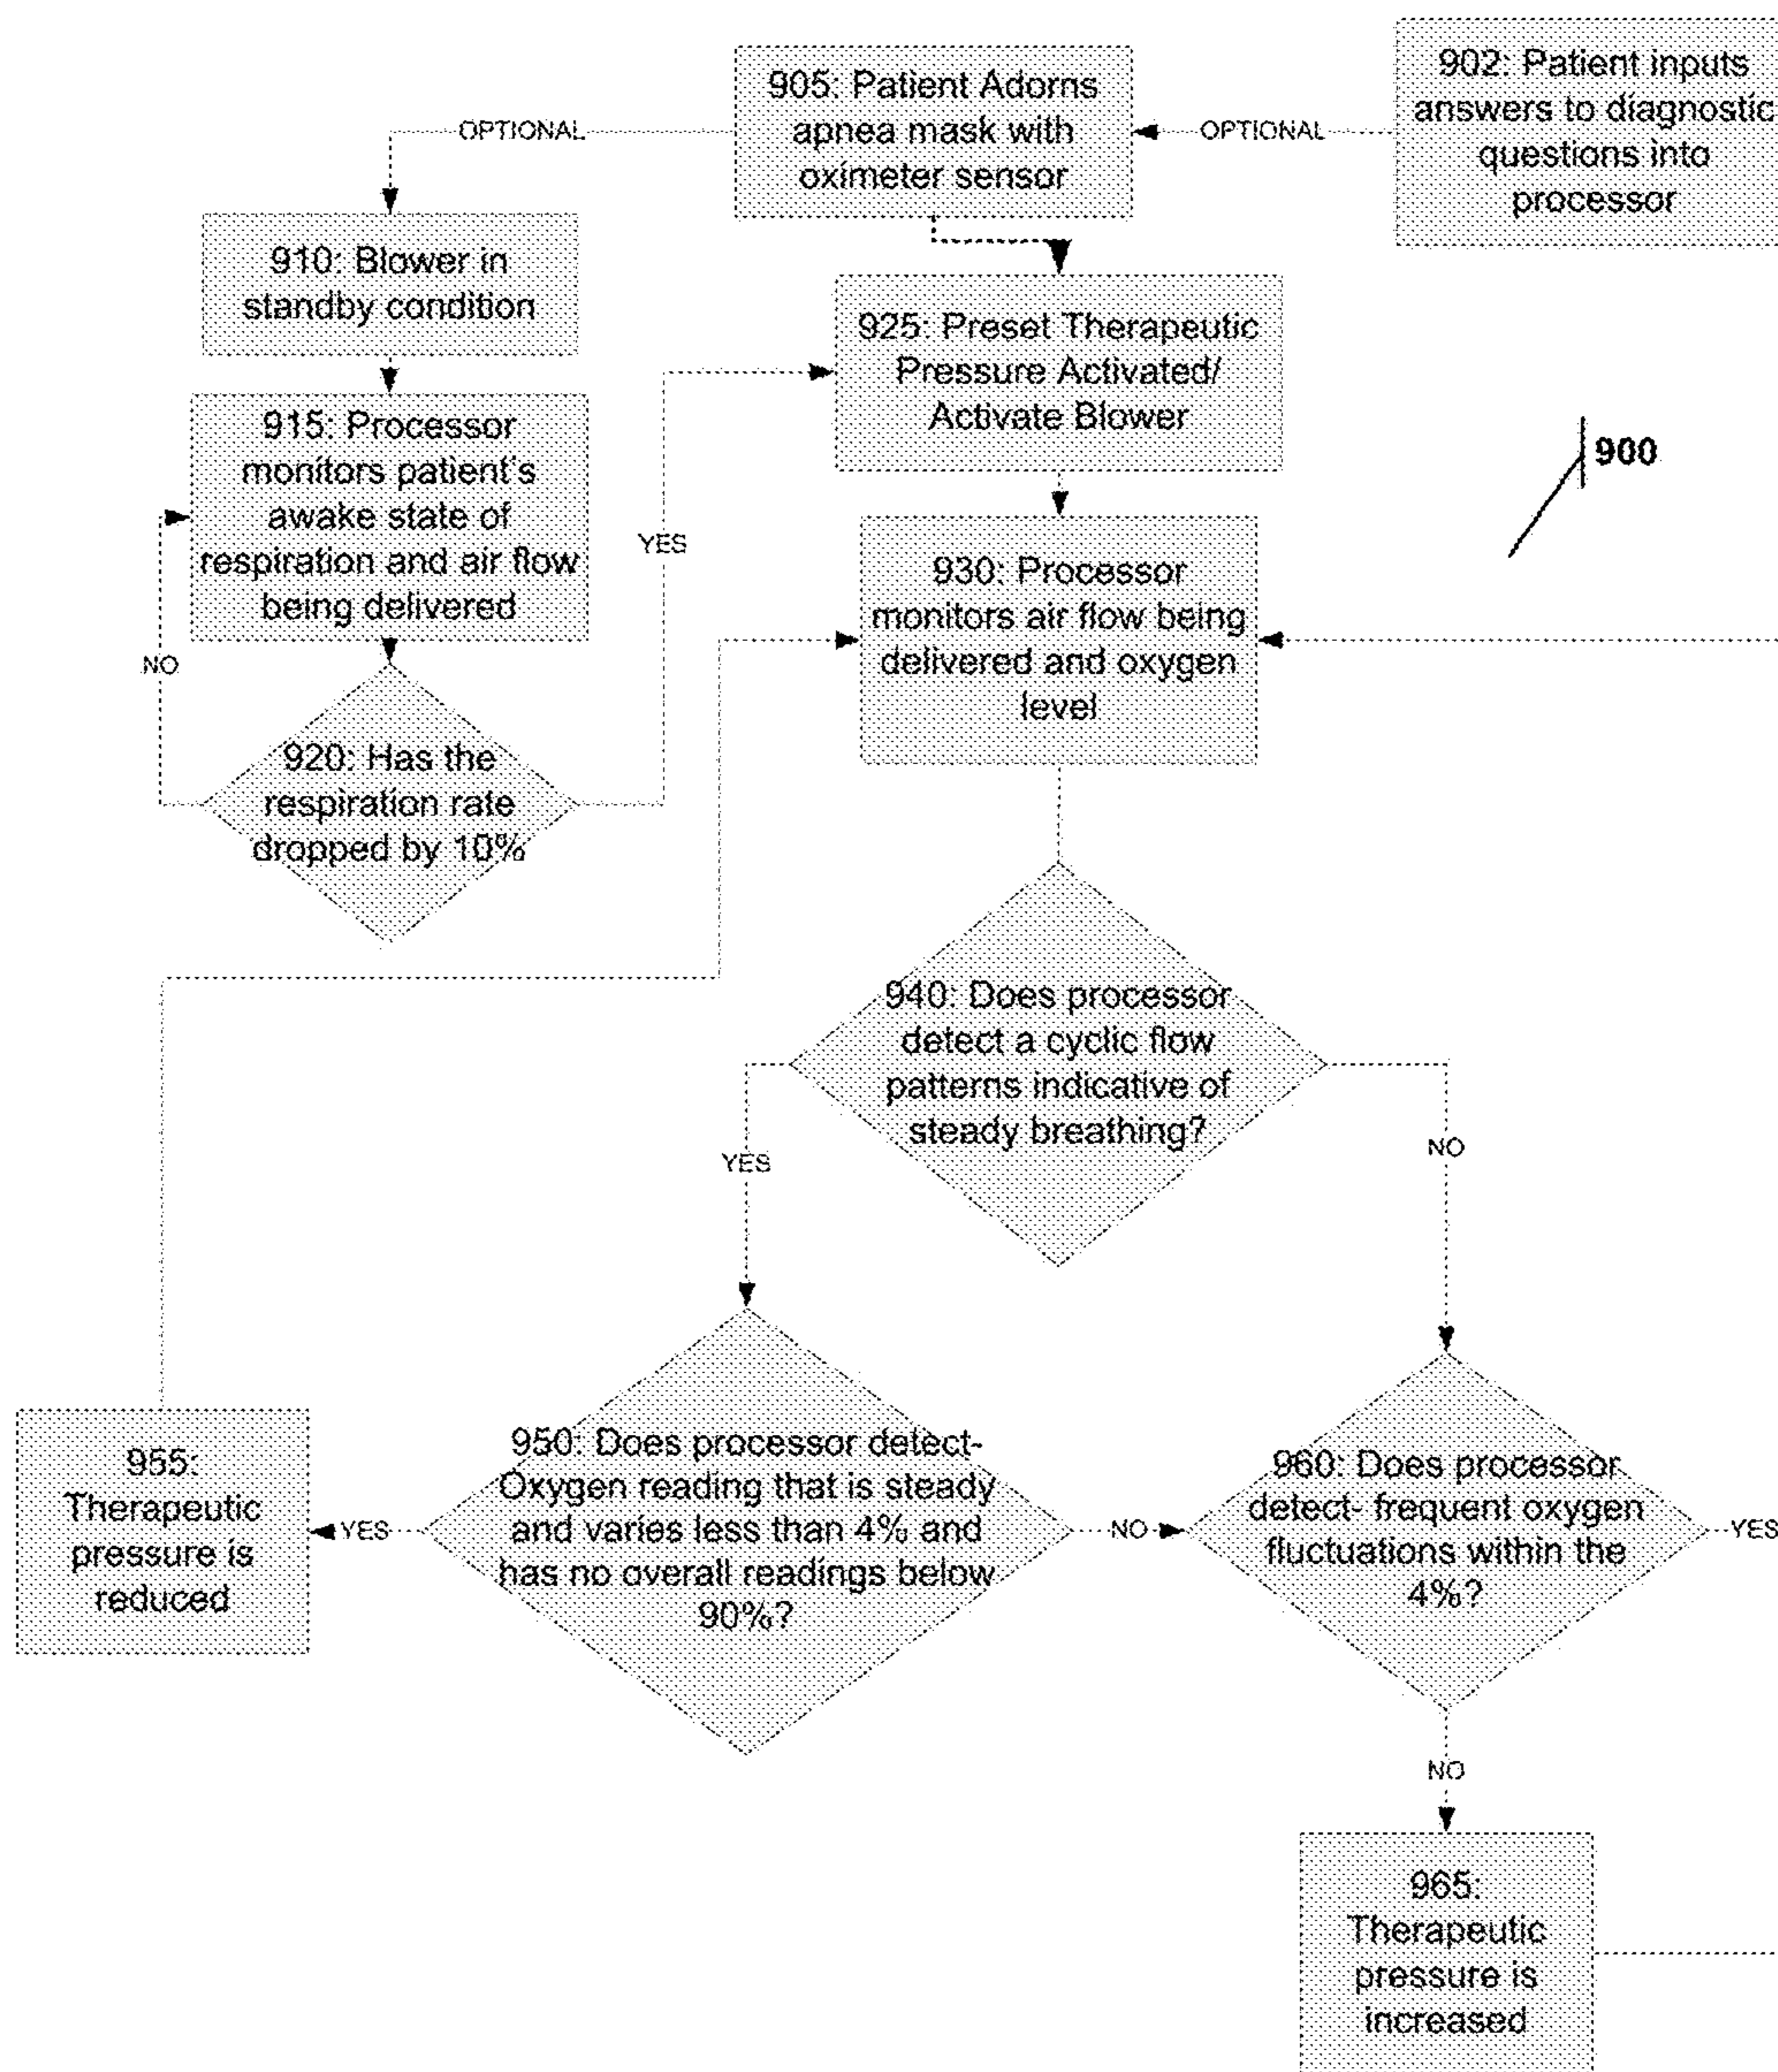 905: Patient Adorns
apnea mask with
oximeter sensor
902: Patient inputs
answers to diagnostic
questions into
processor
OPTIONAL
OPTIONAL
910: Blower in
standby condition
925: Preset Therapeutic
Pressure Activated/
Activate Blower
915: Processor
monitors patient's
awake state of
respiration and air flow
being delivered
900
YES
930: Processor
monitors air flow being
delivered and oxygen
level
NO
920: Has the
respiration rate
dropped by 10%
940: Does processor
detect a cyclic flow
patterns indicative of
steady breathing?
YES
NO
955:
Therapeutic
pressure is
reduced
YES
950: Does processor detect-
Oxygen reading that is steady
and varies less than 4% and
has no overall readings below
90%?
NO
960: Does processor
detect- frequent oxygen
fluctuations within the
4%?
YES
NO
965:
Therapeutic
pressure is
increased